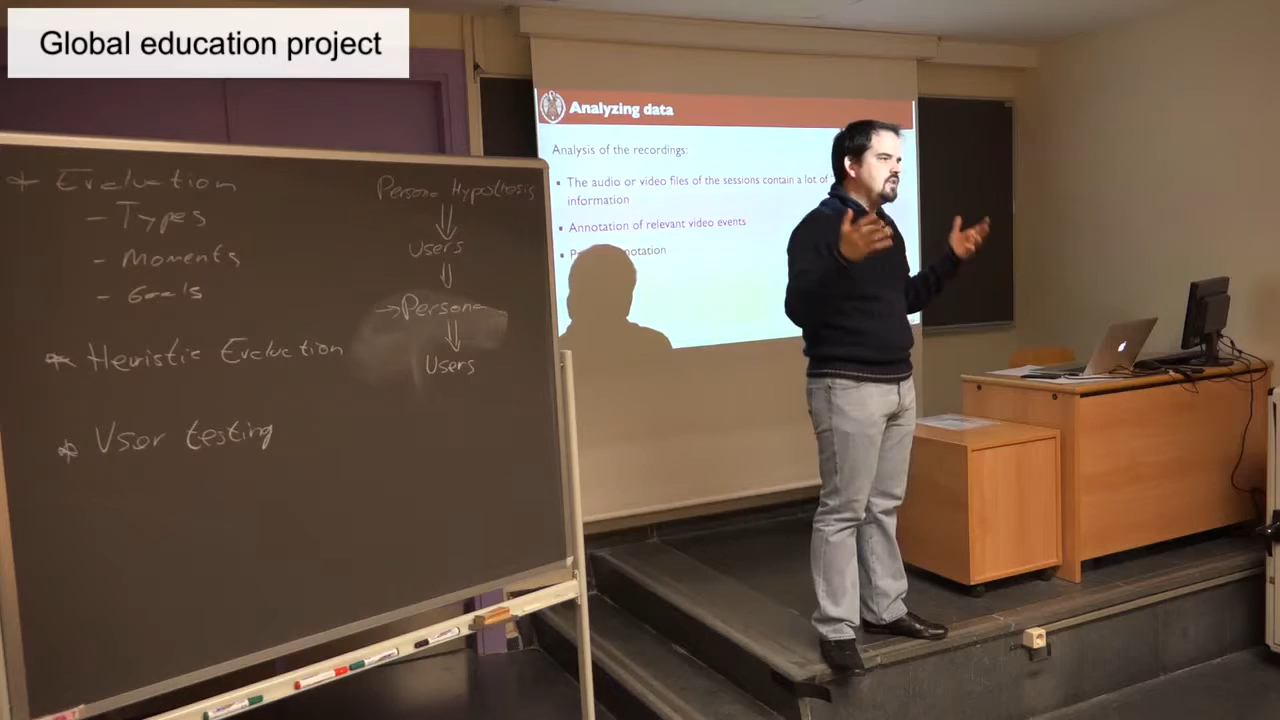 Global education project
* Evaluation
- Types
- Moments
- Goals
* Heuristic Evaluation
* User testing
Persona Hypothesis
Users
→Persona
Users
Analyzing data
Analysis of the recordings:
▪ The audio or video files of the sessions contain a lot of
information
▪ Annotation of relevant video events